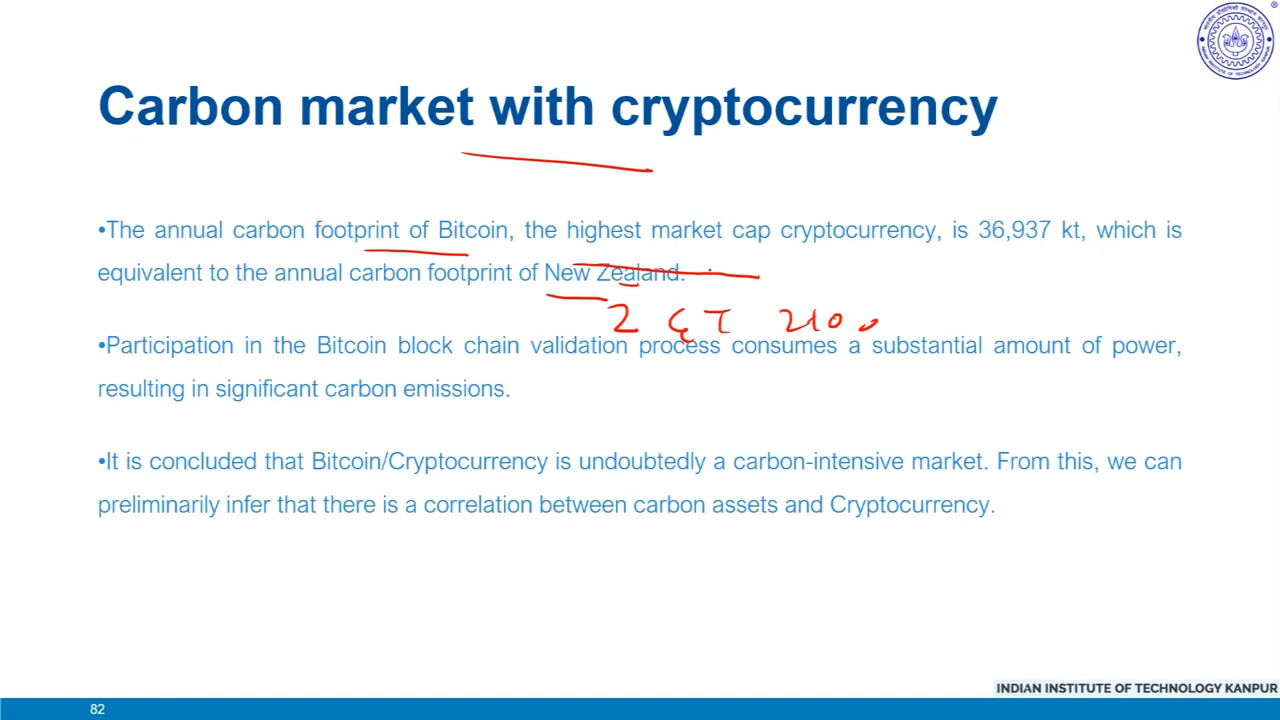 Carbon market with cryptocurrency
•The annual carbon footprint of Bitcoin, the highest market cap cryptocurrency, is 36,937 kt, which is
equivalent to the annual carbon footprint of New Zealand.
•Participation in the Bitcoin block chain validation process consumes a substantial amount of power,
resulting in significant carbon emissions.
•It is concluded that Bitcoin/Cryptocurrency is undoubtedly a carbon-intensive market. From this, we can
preliminarily infer that there is a correlation between carbon assets and Cryptocurrency.
INDIAN INSTITUTE OF TECHNOLOGY KANPUR
82